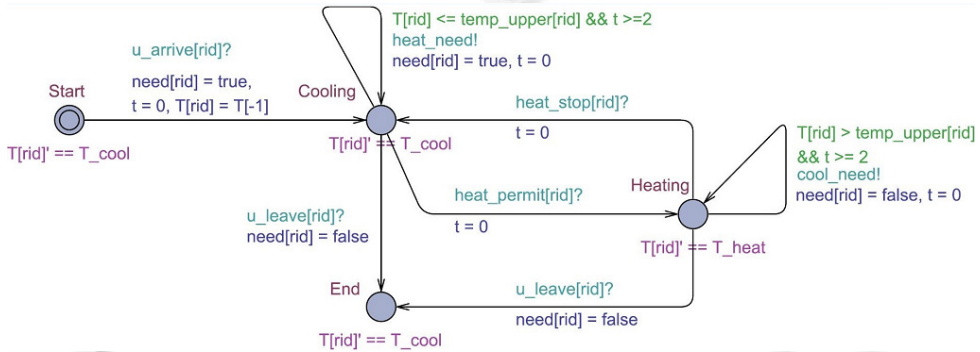 T[rid] <= temp_upper[rid] && t >=2
heat_need!
need[rid] = true, t = 0
u_arrive[rid]?
need[rid] = true,
t = 0, T[rid] = T[-1]
Start
T[rid]' == T_cool
Cooling
T[rid]' == T_cool
heat_stop[rid]?
t = 0
heat_permit[rid]?
t = 0
T[rid] > temp_upper[rid]
&& t >= 2
cool_need!
need[rid] = false, t = 0
Heating
T[rid]' == T_heat
u_leave[rid]?
need[rid] = false
End
T[rid]' == T_cool
u_leave[rid]?
need[rid] = false